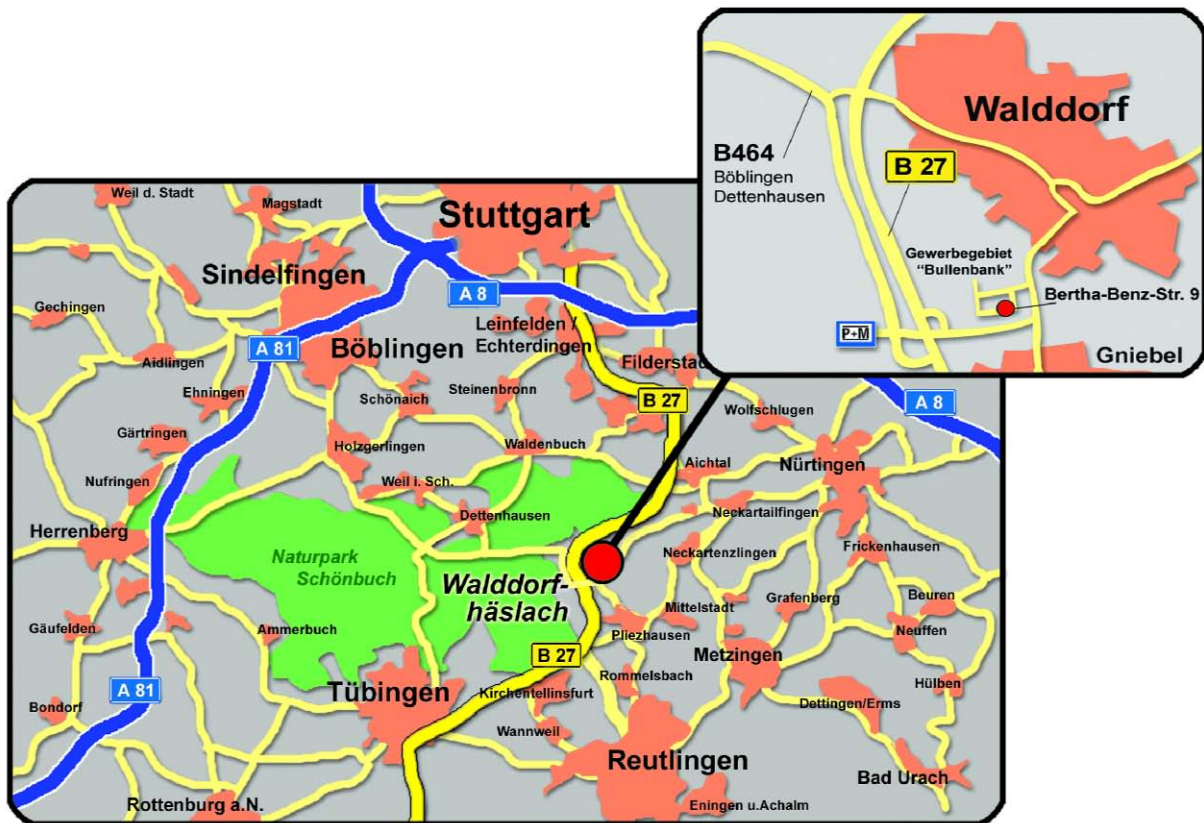 Walddorf
B464
Böblingen
Dettenhausen
B 27
Gewerbegebiet
"Bullenbank"
Bertha-Benz-Str. 9
P+M
Gniebel
Weil d. Stadt
Magstadt
Stuttgart
Sindelfingen
A 8
Gechingen
Leinfelden /
Echterdingen
A 81
Böblingen
Aidlingen
Filderstad
Ehningen
Schönaich
Steinenbronn
B 27
Wolfschlugen
A 8
Gärtringen
Holzgerlingen
Waldenbuch
Aichtal
Nürtingen
Nufringen
Weil i. Sch.
Neckartailfingen
Dettenhausen
Herrenberg
Naturpark
Schönbuch
Neckartenzlingen
Frickenhausen
Walddorf-
häslach
Grafenberg
Beuren
Mittelstadt
Gäufelden
Ammerbuch
Pliezhausen
Neuffen
B 27
Metzingen
Rommelsbach
Hülben
A 81
Tübingen
Kirchentellinsfurt
Dettingen/Erms
Bondorf
Wannweil
Reutlingen
Bad Urach
Rottenburg a.N.
Eningen u.Achalm